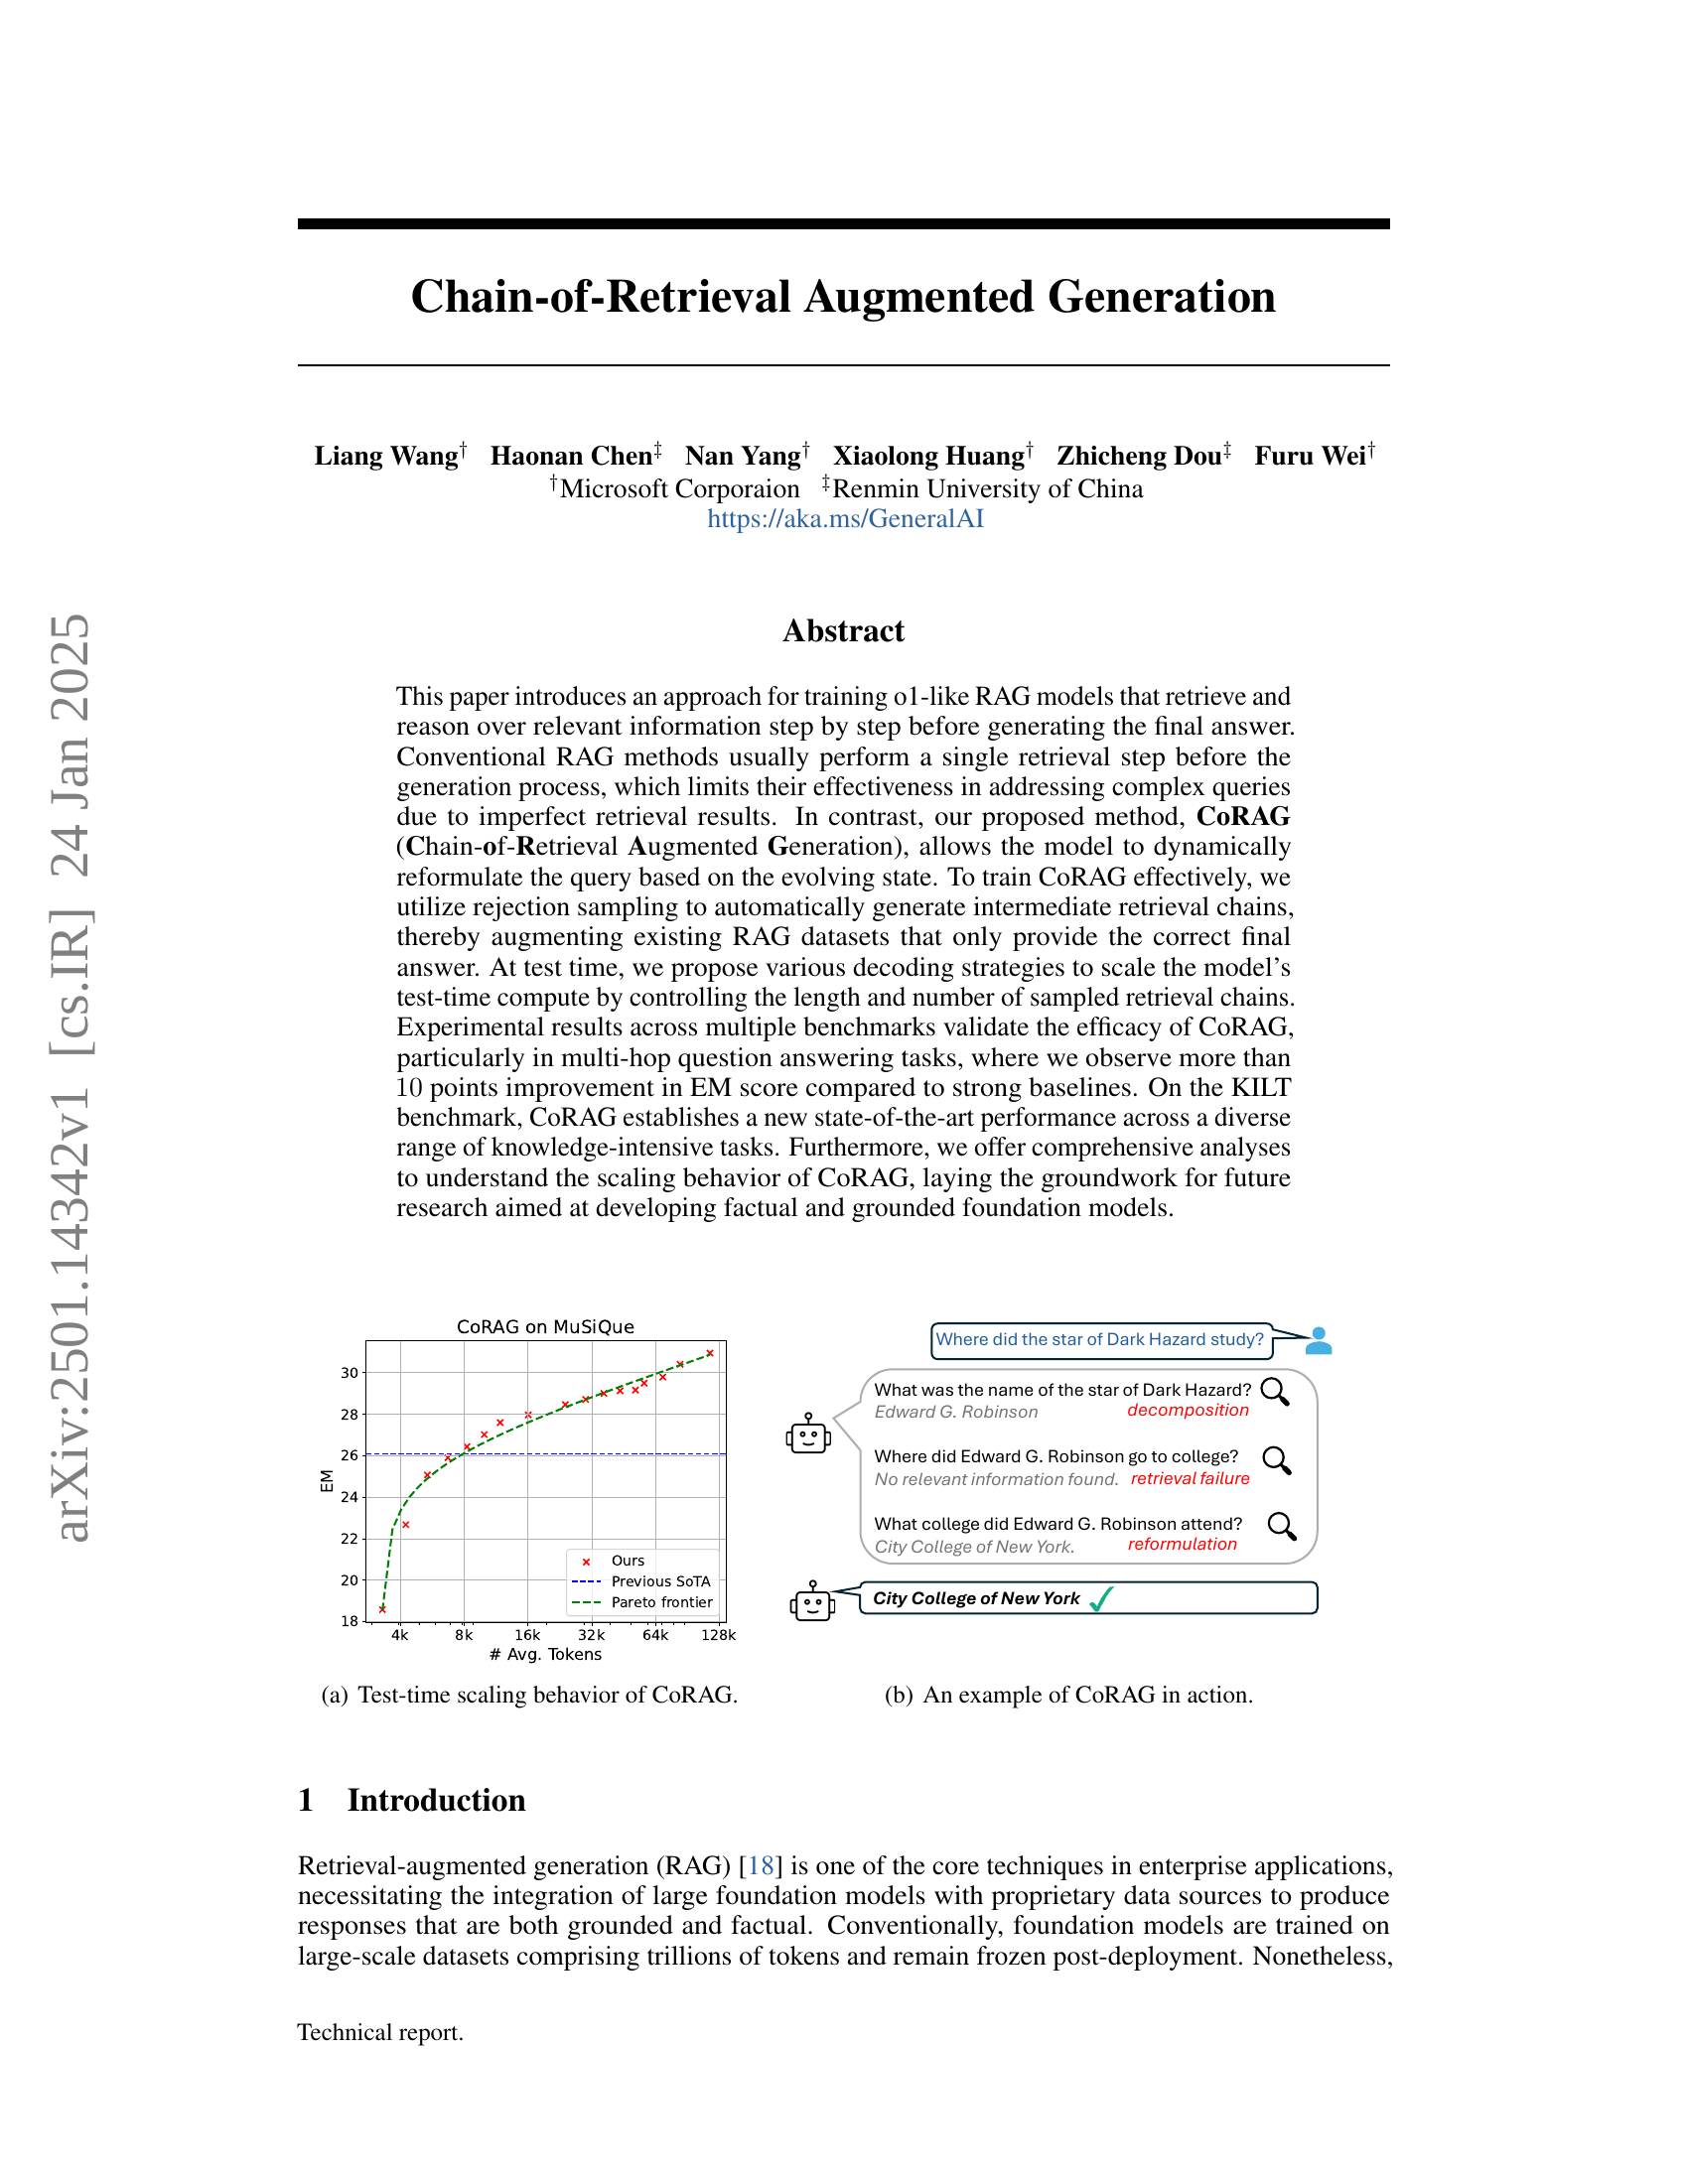 arXiv:2501.14342v1 [cs.IR] 24 Jan 2025
Chain-of-Retrieval Augmented Generation
Liang Wang† Haonan Chen‡ Nan Yang† Xiaolong Huang† Zhicheng Dou‡ Furu Wei†
†Microsoft Corporaion ‡Renmin University of China
https://aka.ms/GeneralAI
Abstract
This paper introduces an approach for training o1-like RAG models that retrieve and
reason over relevant information step by step before generating the final answer.
Conventional RAG methods usually perform a single retrieval step before the
generation process, which limits their effectiveness in addressing complex queries
due to imperfect retrieval results. In contrast, our proposed method, CoRAG
(Chain-of-Retrieval Augmented Generation), allows the model to dynamically
reformulate the query based on the evolving state. To train CoRAG effectively, we
utilize rejection sampling to automatically generate intermediate retrieval chains,
thereby augmenting existing RAG datasets that only provide the correct final
answer. At test time, we propose various decoding strategies to scale the model's
test-time compute by controlling the length and number of sampled retrieval chains.
Experimental results across multiple benchmarks validate the efficacy of CoRAG,
particularly in multi-hop question answering tasks, where we observe more than
10 points improvement in EM score compared to strong baselines. On the KILT
benchmark, CoRAG establishes a new state-of-the-art performance across a diverse
range of knowledge-intensive tasks. Furthermore, we offer comprehensive analyses
to understand the scaling behavior of CoRAG, laying the groundwork for future
research aimed at developing factual and grounded foundation models.
CoRAG on MuSiQue
30
28
26
24
22
20
18
EM
Ours
Previous SoTA
Pareto frontier
4k 8k 16k 32k 64k 128k
# Avg. Tokens
(a) Test-time scaling behavior of CoRAG.
Where did the star of Dark Hazard study?
What was the name of the star of Dark Hazard?
Edward G. Robinson decomposition
Where did Edward G. Robinson go to college?
No relevant information found. retrieval failure
What college did Edward G. Robinson attend?
City College of New York. reformulation
City College of New York
(b) An example of CoRAG in action.
1 Introduction
Retrieval-augmented generation (RAG) [18] is one of the core techniques in enterprise applications,
necessitating the integration of large foundation models with proprietary data sources to produce
responses that are both grounded and factual. Conventionally, foundation models are trained on
large-scale datasets comprising trillions of tokens and remain frozen post-deployment. Nonetheless,
Technical report.